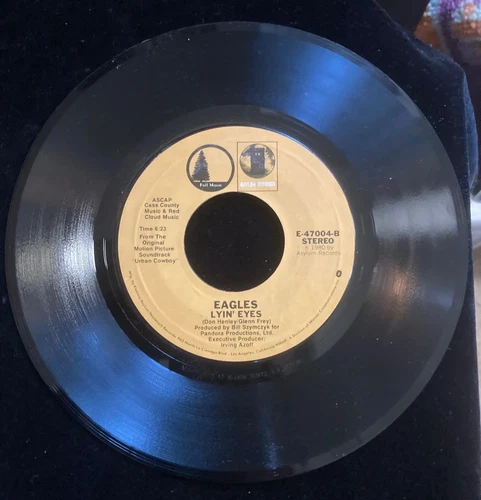 Full Moon
ASYLUM RECORDS
ASCAP
Cass County
Music & Red
Cloud Music
Time 6:23
From The
Original
Motion Picture
Soundtrack
"Urban Cowboy"
E-47004-B
STEREO
℗ 1980 by
Asylum Records
EAGLES
LYIN' EYES
(Don Henley/Glenn Frey)
Produced by Bill Szymczyk for
Pandora Productions, Ltd.
Executive Producer:
Irving Azoff